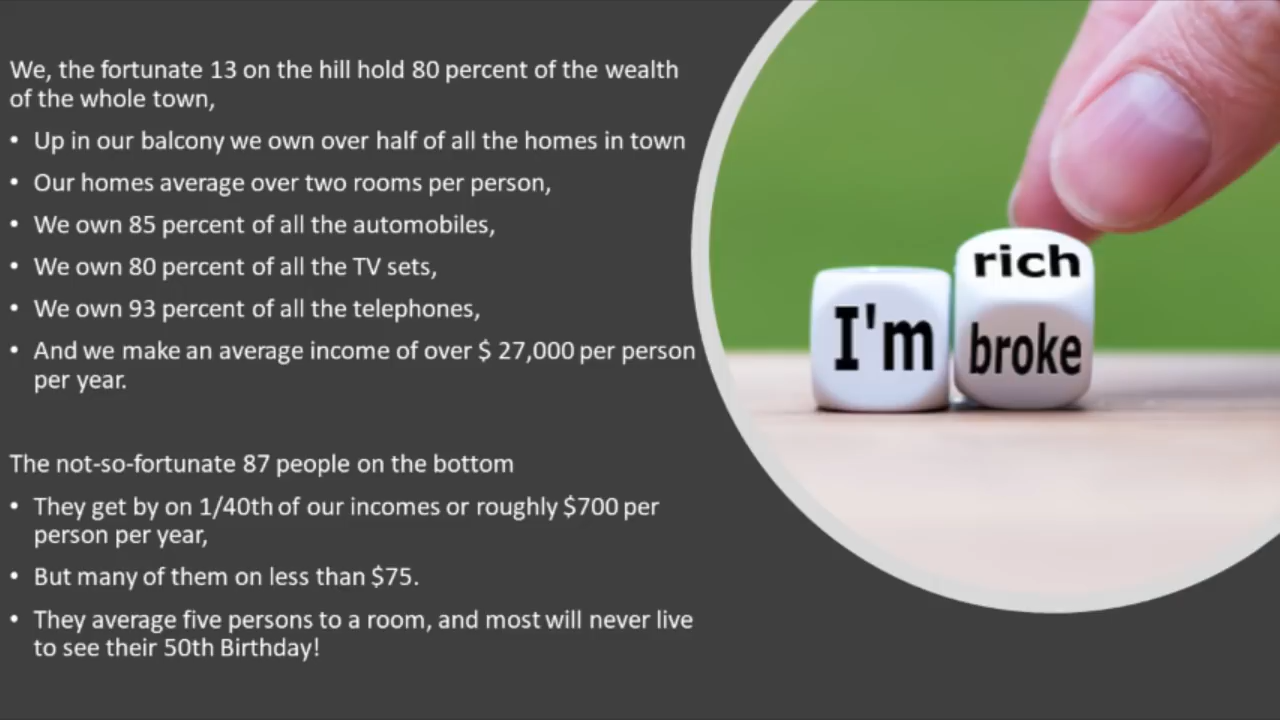 We, the fortunate 13 on the hill hold 80 percent of the wealth
of the whole town,
• Up in our balcony we own over half of all the homes in town
• Our homes average over two rooms per person,
• We own 85 percent of all the automobiles,
• We own 80 percent of all the TV sets,
• We own 93 percent of all the telephones,
• And we make an average income of over $ 27,000 per person
per year.
The not-so-fortunate 87 people on the bottom
• They get by on 1/40th of our incomes or roughly $700 per
person per year,
• But many of them on less than $75.
• They average five persons to a room, and most will never live
to see their 50th Birthday!
rich
I'm broke